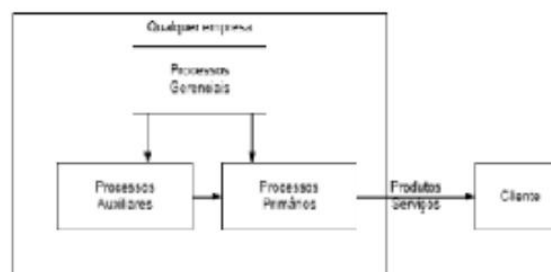 Qualquer empresa
Processos
Gerenciais
Processos
Auxiliares
Processos
Primários
Produtos
Serviços
Cliente